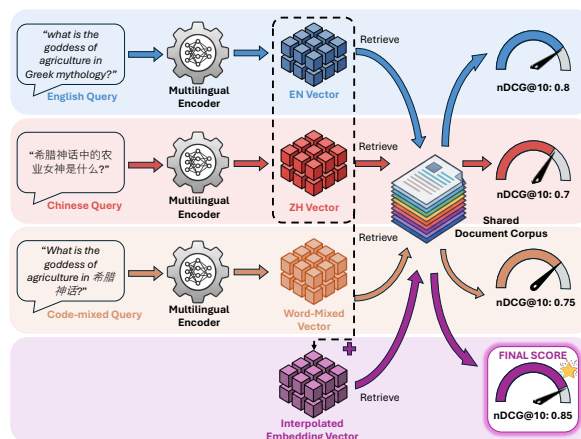 “what is the
goddess of
agriculture in
Greek mythology?”
English Query
Multilingual
Encoder
EN Vector
Retrieve
nDCG@10: 0.8
“希腊神话中的农
业女神是什么?”
Chinese Query
Multilingual
Encoder
ZH Vector
Retrieve
Shared
Document Corpus
nDCG@10: 0.7
“What is the
goddess of
agriculture in 希腊
神话?”
Code-mixed Query
Multilingual
Encoder
Word-Mixed
Vector
Retrieve
nDCG@10: 0.75
+
Interpolated
Embedding Vector
Retrieve
FINAL SCORE
nDCG@10: 0.85